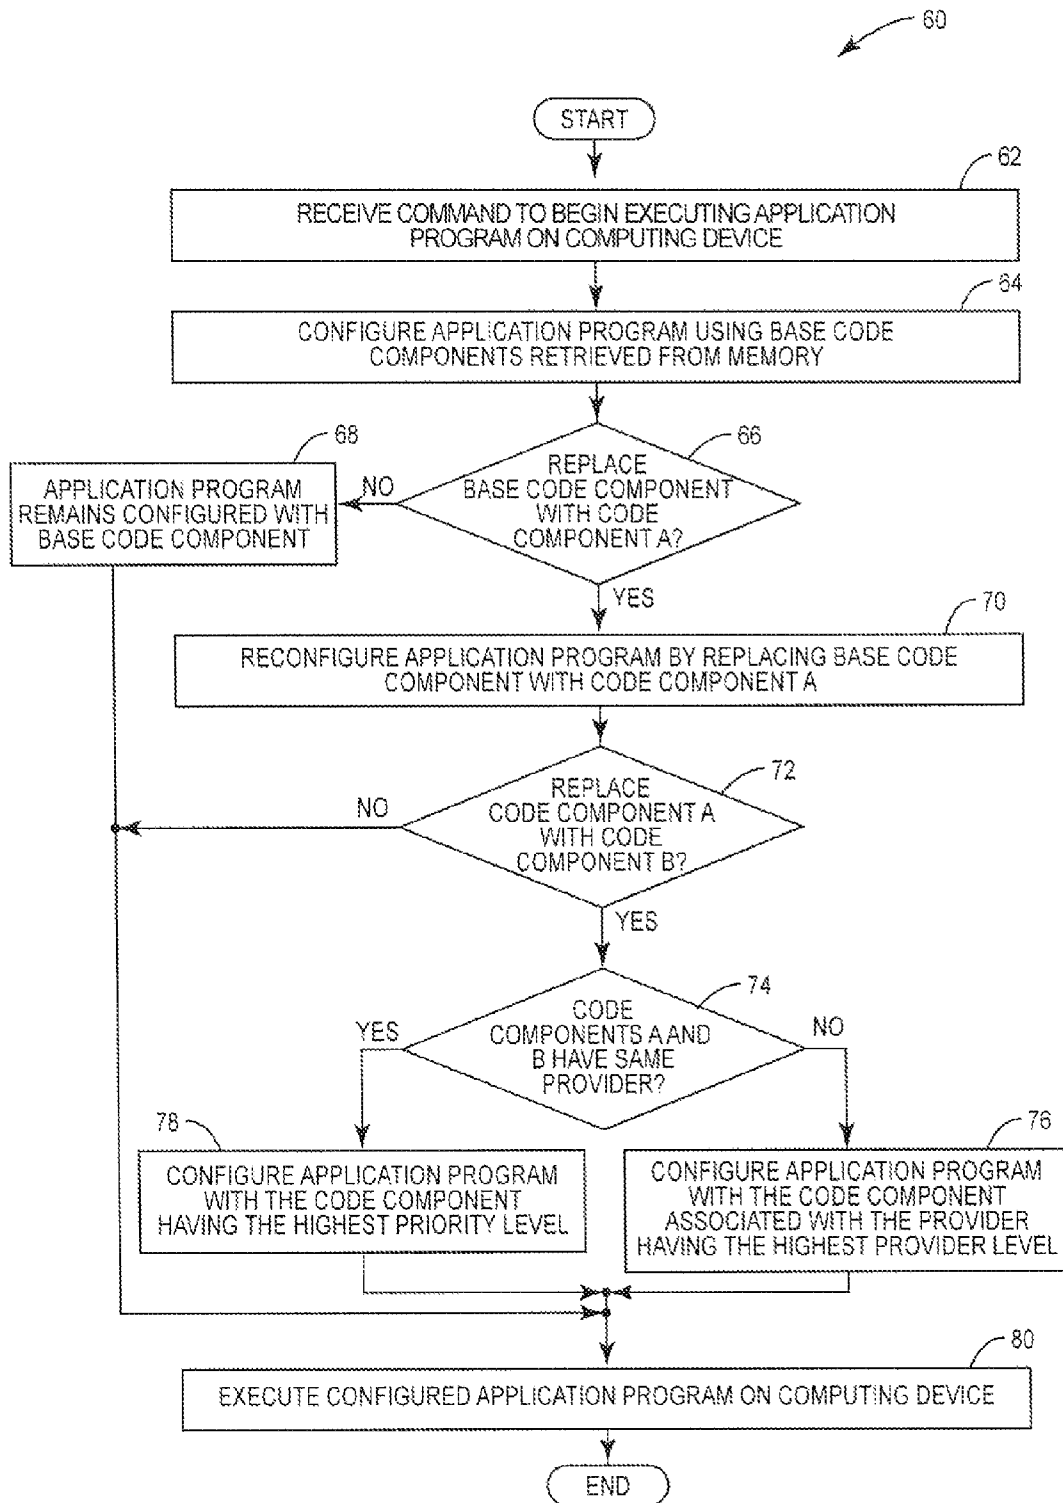 60
START
62
RECEIVE COMMAND TO BEGIN EXECUTING APPLICATION
PROGRAM ON COMPUTING DEVICE
64
CONFIGURE APPLICATION PROGRAM USING BASE CODE
COMPONENTS RETRIEVED FROM MEMORY
66
REPLACE
BASE CODE COMPONENT
WITH CODE
COMPONENT A?
NO
68
APPLICATION PROGRAM
REMAINS CONFIGURED WITH
BASE CODE COMPONENT
YES
70
RECONFIGURE APPLICATION PROGRAM BY REPLACING BASE CODE
COMPONENT WITH CODE COMPONENT A
72
REPLACE
CODE COMPONENT A
WITH CODE
COMPONENT B?
NO
YES
74
CODE
COMPONENTS A AND
B HAVE SAME
PROVIDER?
YES
NO
78
CONFIGURE APPLICATION PROGRAM
WITH THE CODE COMPONENT
HAVING THE HIGHEST PRIORITY LEVEL
76
CONFIGURE APPLICATION PROGRAM
WITH THE CODE COMPONENT
ASSOCIATED WITH THE PROVIDER
HAVING THE HIGHEST PROVIDER LEVEL
80
EXECUTE CONFIGURED APPLICATION PROGRAM ON COMPUTING DEVICE
END